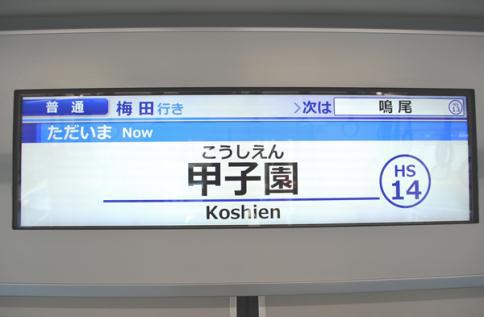 普通 梅田行き >次は 鳴尾
ただいま Now
こうしえん
甲子園
Koshien
HS
14